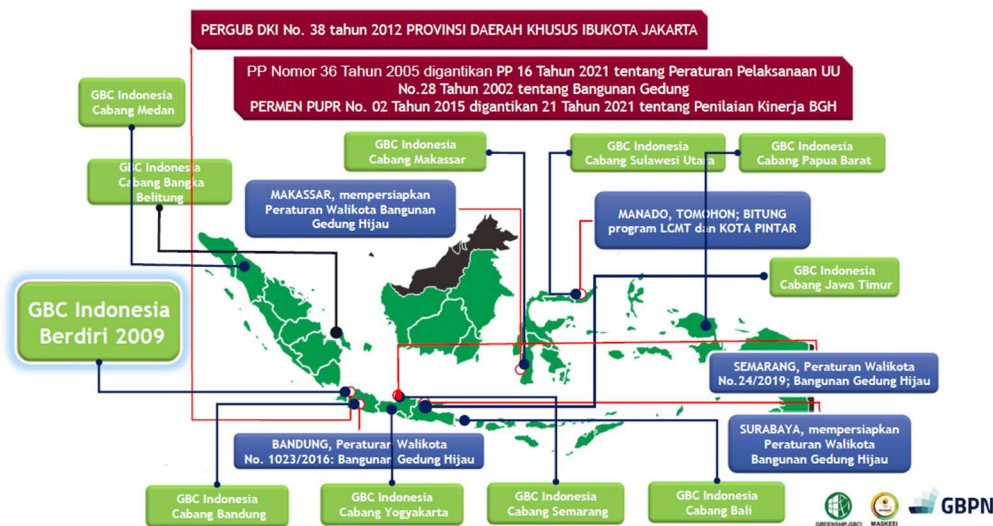 PERGUB DKI No. 38 tahun 2012 PROVINSI DAERAH KHUSUS IBUKOTA JAKARTA
PP Nomor 36 Tahun 2005 digantikan PP 16 Tahun 2021 tentang Peraturan Pelaksanaan UU
No.28 Tahun 2002 tentang Bangunan Gedung
PERMEN PUPR No. 02 Tahun 2015 digantikan 21 Tahun 2021 tentang Penilaian Kinerja BGH
GBC Indonesia
Cabang Medan
GBC Indonesia
Cabang Makassar
GBC Indonesia
Cabang Sulawesi Utara
GBC Indonesia
Cabang Papua Barat
GBC Indonesia
Cabang Bangka
Belitung
MAKASSAR, mempersiapkan
Peraturan Walikota Bangunan
Gedung Hijau
MANADO, TOMOHON; BITUNG
program LCMT dan KOTA PINTAR
GBC Indonesia
Cabang Jawa Timur
GBC Indonesia
Berdiri 2009
SEMARANG, Peraturan Walikota
No.24/2019; Bangunan Gedung Hijau
BANDUNG, Peraturan Walikota
No. 1023/2016: Bangunan Gedung Hijau
SURABAYA, mempersiapkan
Peraturan Walikota
Bangunan Gedung Hijau
GBC Indonesia
Cabang Bandung
GBC Indonesia
Cabang Yogyakarta
GBC Indonesia
Cabang Semarang
GBC Indonesia
Cabang Bali
GREENSHIP-GBCI
MASKEEI
GBPN